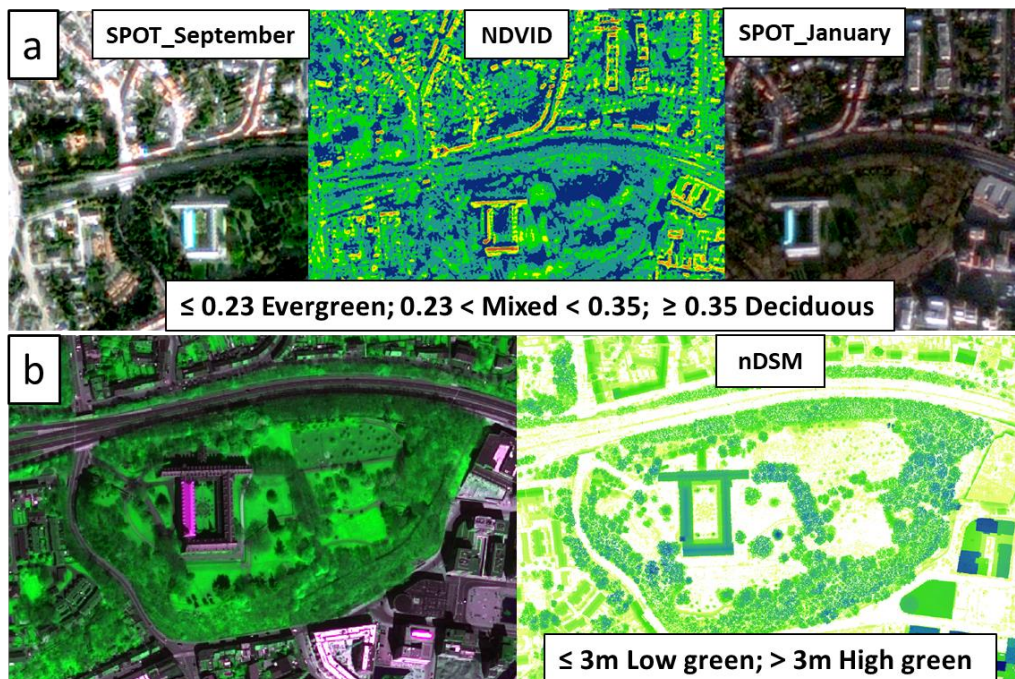 a
SPOT_September
NDVID
SPOT_January
≤ 0.23 Evergreen; 0.23 < Mixed < 0.35; ≥ 0.35 Deciduous
b
nDSM
≤ 3m Low green; > 3m High green